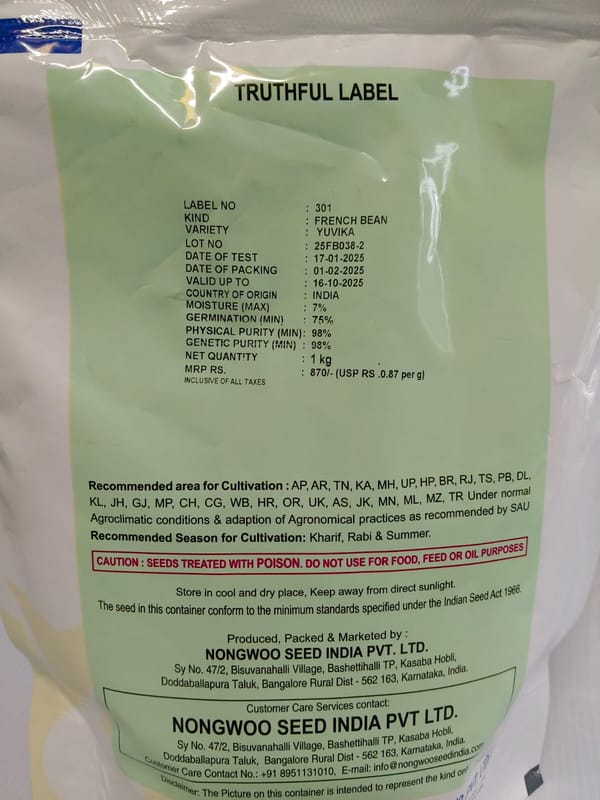 TRUTHFUL LABEL
LABEL NO : 301
KIND : FRENCH BEAN
VARIETY : YUVIKA
LOT NO : 25FB038-2
DATE OF TEST : 17-01-2025
DATE OF PACKING : 01-02-2025
VALID UP TO : 16-10-2025
COUNTRY OF ORIGIN : INDIA
MOISTURE (MAX) : 7%
GERMINATION (MIN) : 75%
PHYSICAL PURITY (MIN) : 98%
GENETIC PURITY (MIN) : 98%
NET QUANTITY : 1 kg
MRP RS. : 870/- (USP RS .0.87 per g)
INCLUSIVE OF ALL TAXES
Recommended area for Cultivation : AP, AR, TN, KA, MH, UP, HP, BR, RJ, TS, PB, DL,
KL, JH, GJ, MP, CH, CG, WB, HR, OR, UK, AS, JK, MN, ML, MZ, TR Under normal
Agroclimatic conditions & adaption of Agronomical practices as recommended by SAU
Recommended Season for Cultivation: Kharif, Rabi & Summer.
CAUTION : SEEDS TREATED WITH POISON. DO NOT USE FOR FOOD, FEED OR OIL PURPOSES
Store in cool and dry place, Keep away from direct sunlight.
The seed in this container conform to the minimum standards specified under the Indian Seed Act 1966.
Produced, Packed & Marketed by :
NONGWOO SEED INDIA PVT. LTD.
Sy No. 47/2, Bisuvanahalli Village, Bashettihalli TP, Kasaba Hobli,
Doddaballapura Taluk, Bangalore Rural Dist - 562 163, Karnataka, India.
Customer Care Services contact:
NONGWOO SEED INDIA PVT LTD.
Sy No. 47/2, Bisuvanahalli Village, Bashettihalli TP, Kasaba Hobli,
Doddaballapura Taluk, Bangalore Rural Dist - 562 163, Karnataka, India.
Customer Care Contact No.: +91 8951131010, E-mail: info@nongwooseedindia.com
Disclaimer: The Picture on this container is intended to represent the kind only